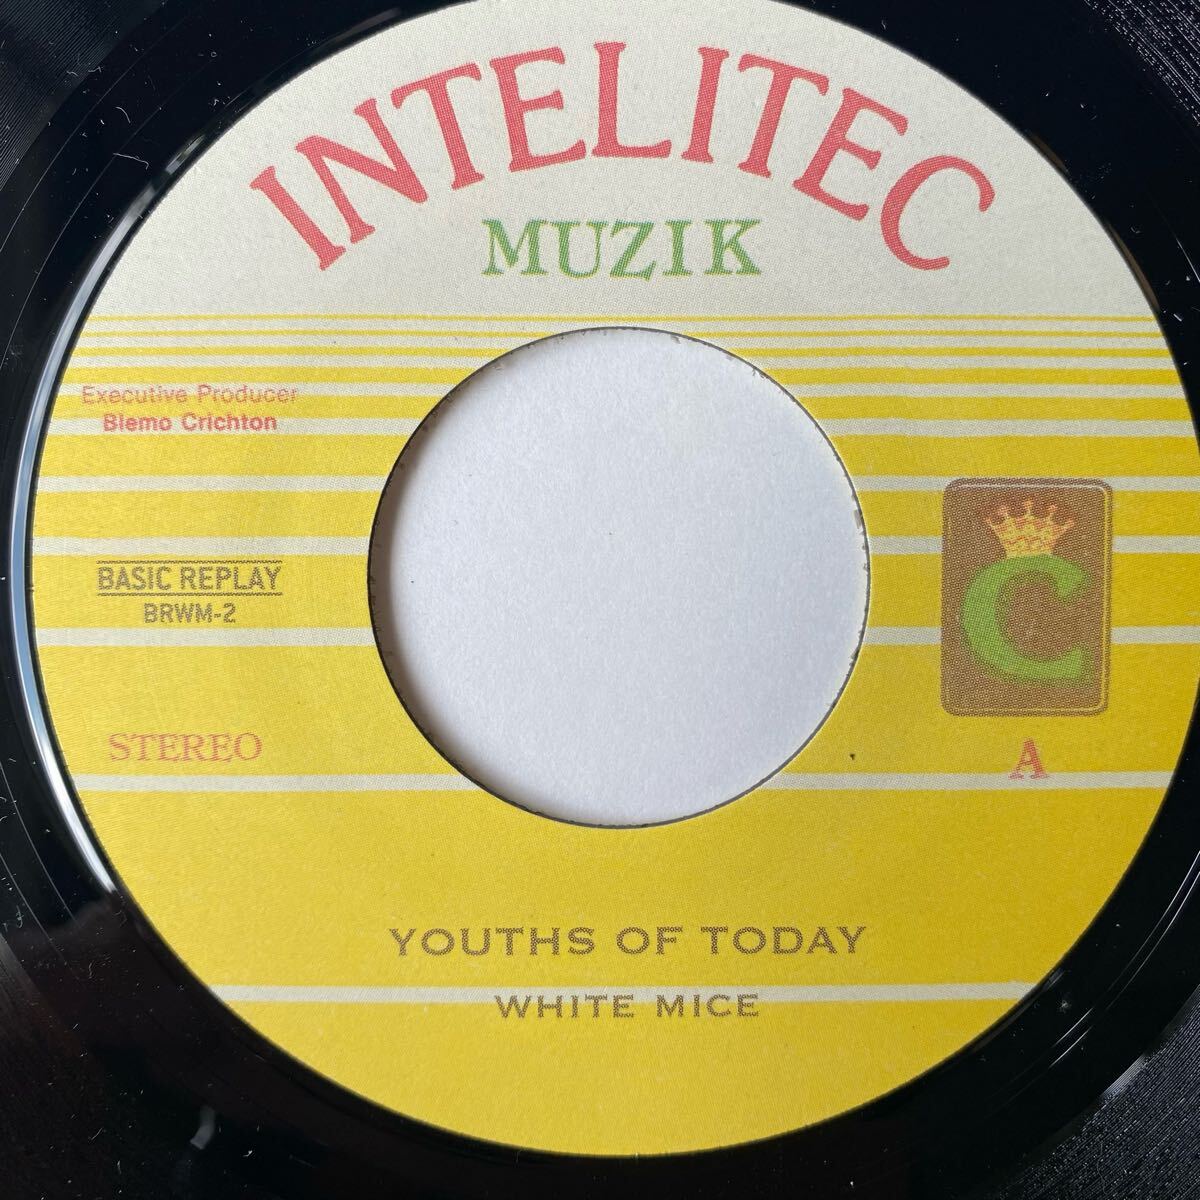 INTELITEC
MUZIK
Executive Producer
Blemo Crichton
BASIC REPLAY
BRWM-2
STEREO
C
A
YOUTHS OF TODAY
WHITE MICE